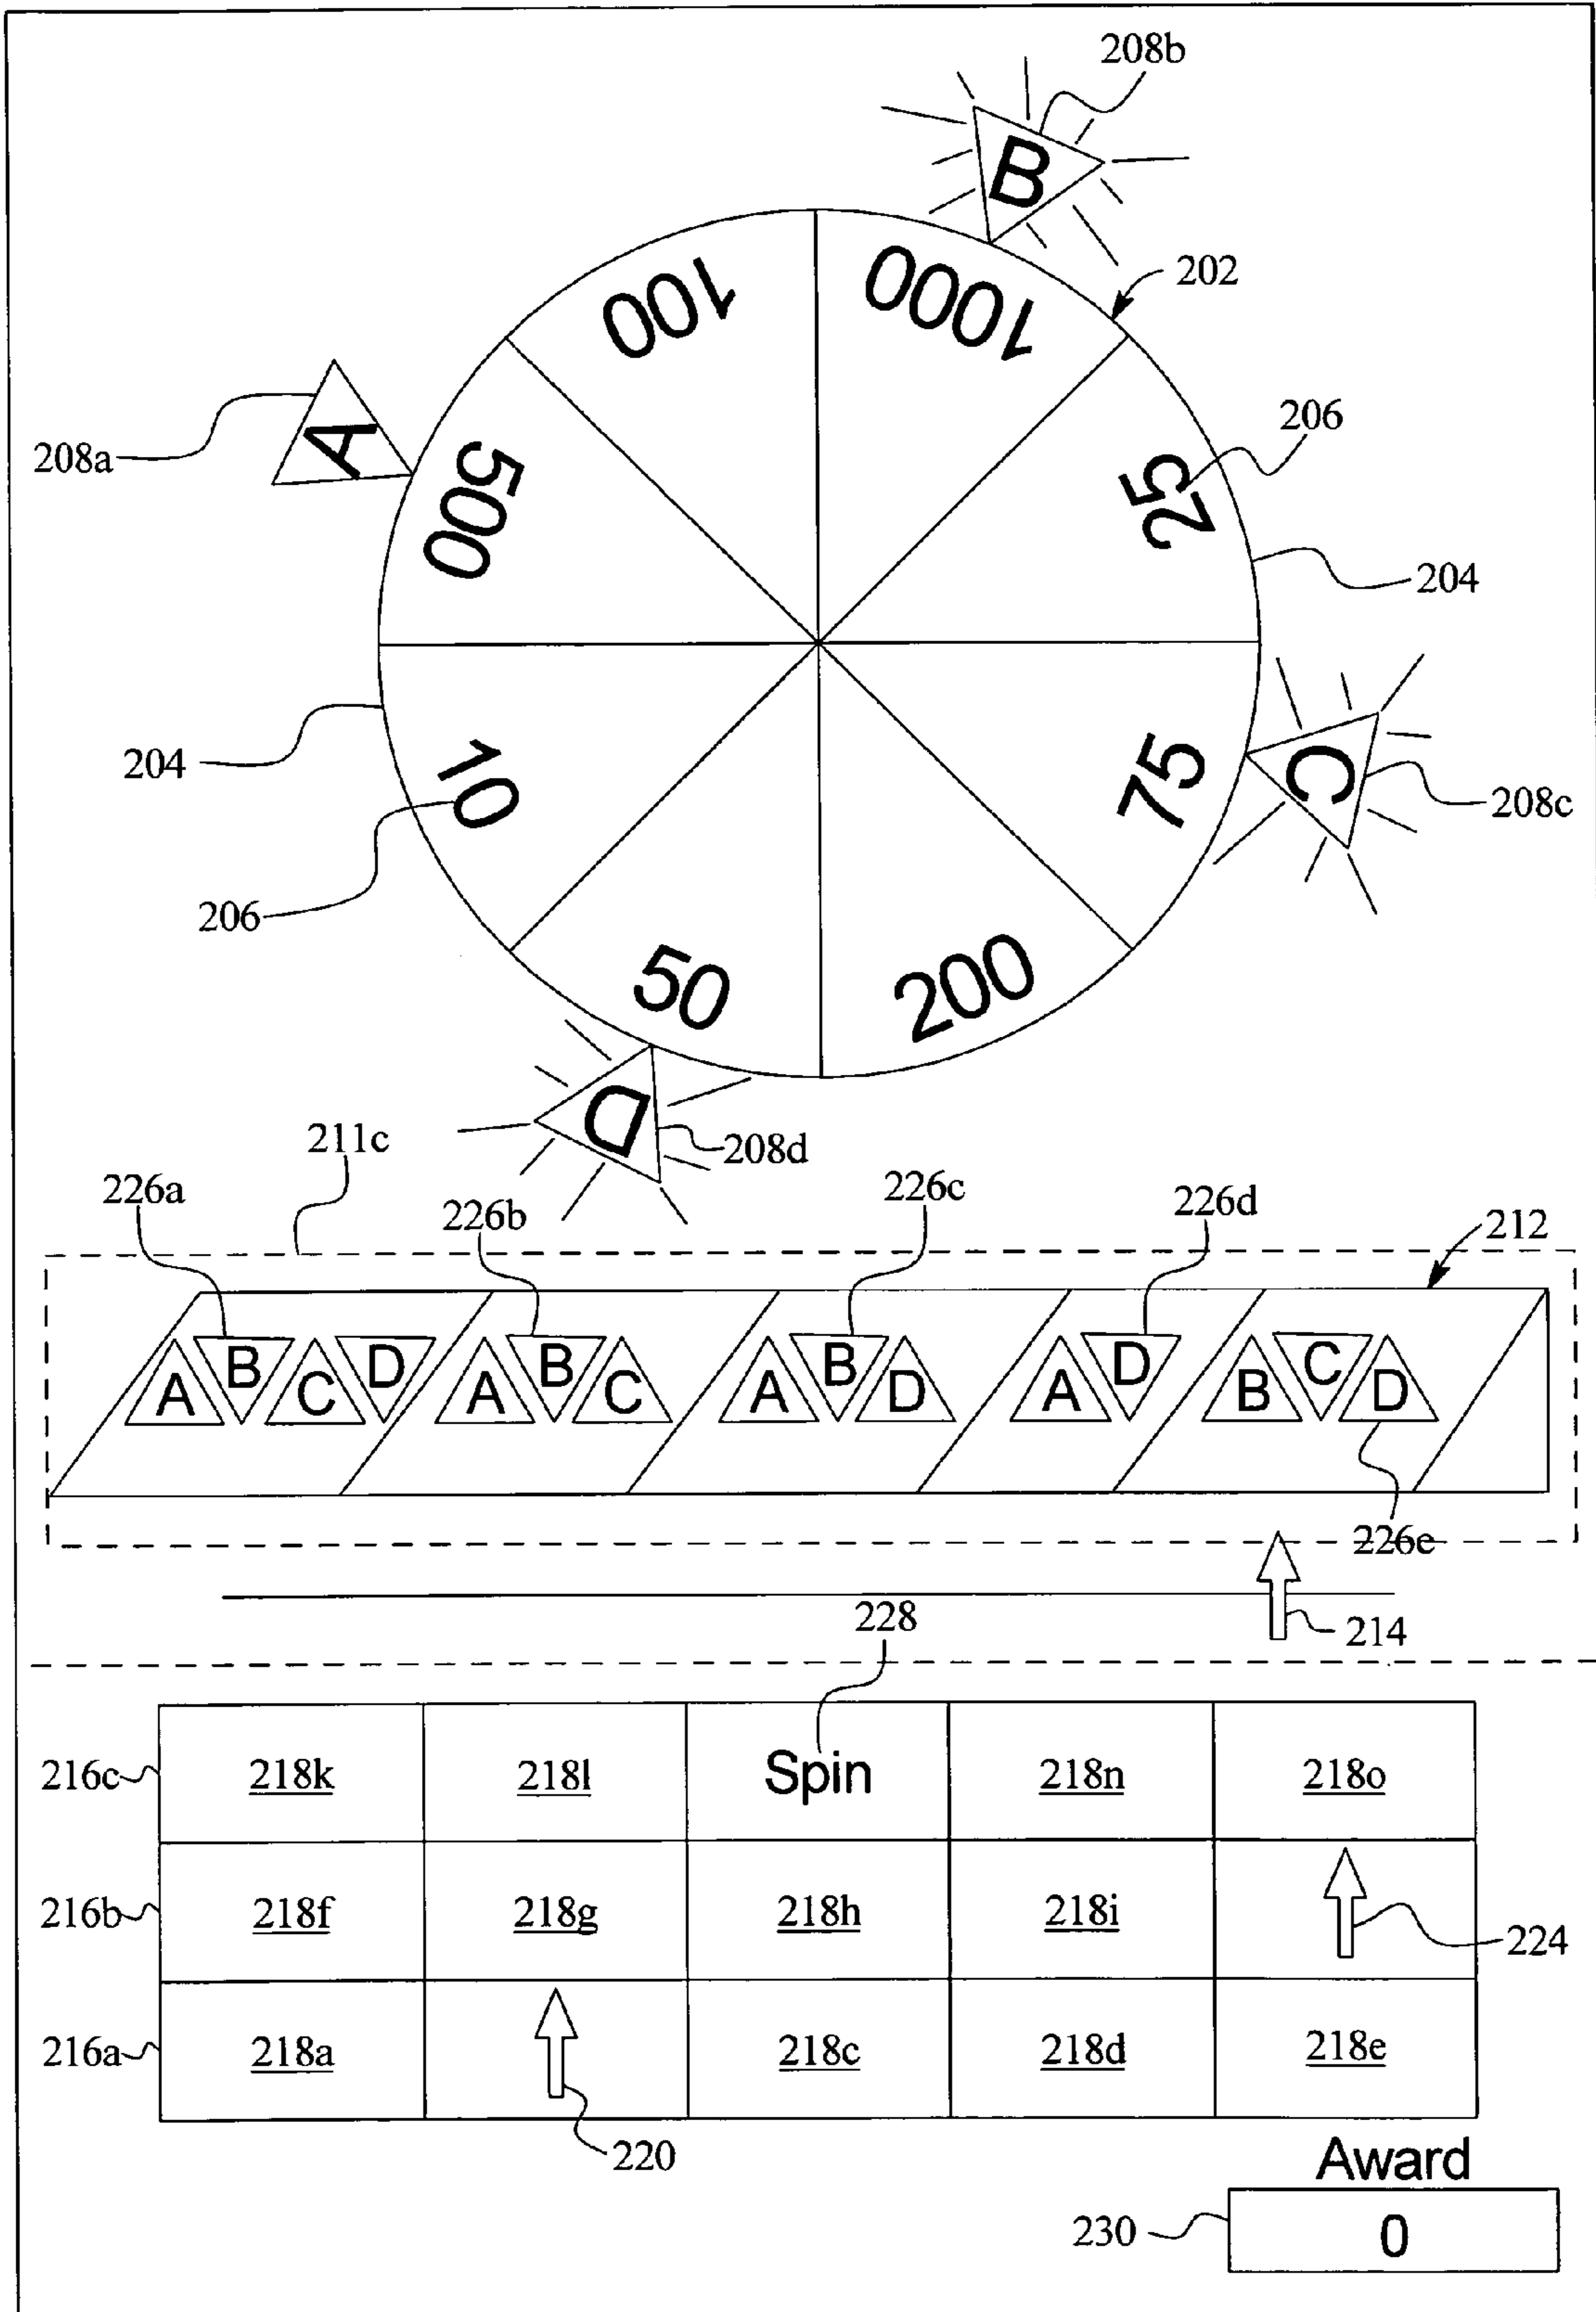 208b
B
202
100
1000
206
A
208a
500
25
204
204
10
75
C
208c
206
50
200
D
208d
211c
226a
226b
226c
226d
212
A B C D A B C A B D A D B C D
226e
214
228
216c 218k 218l Spin 218n 218o
216b 218f 218g 218h 218i
224
216a 218a 218c 218d 218e
220
Award
230 0